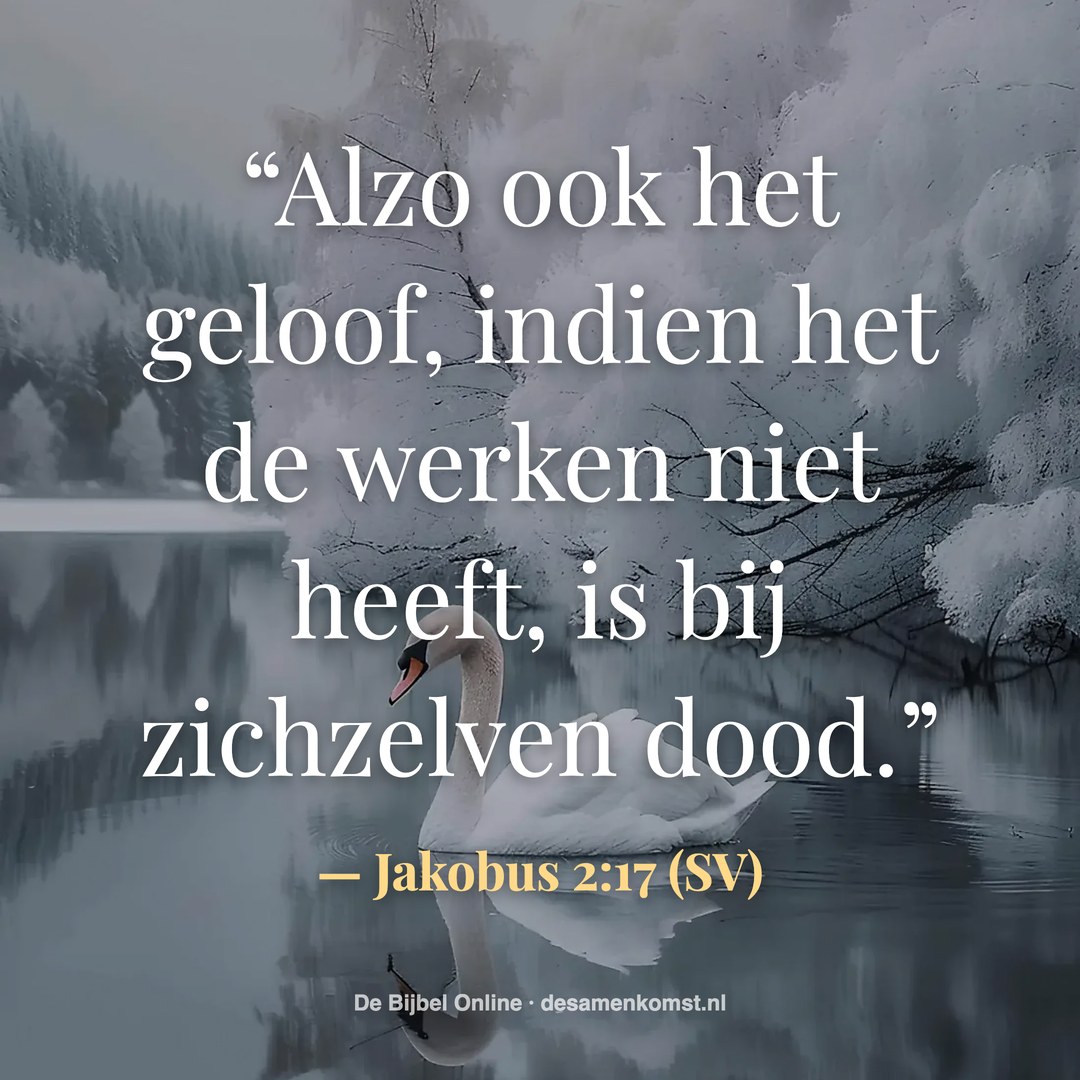 “Alzo ook het
geloof, indien het
de werken niet
heeft, is bij
zichzelven dood.”
— Jakobus 2:17 (SV)
De Bijbel Online · desamenkomst.nl